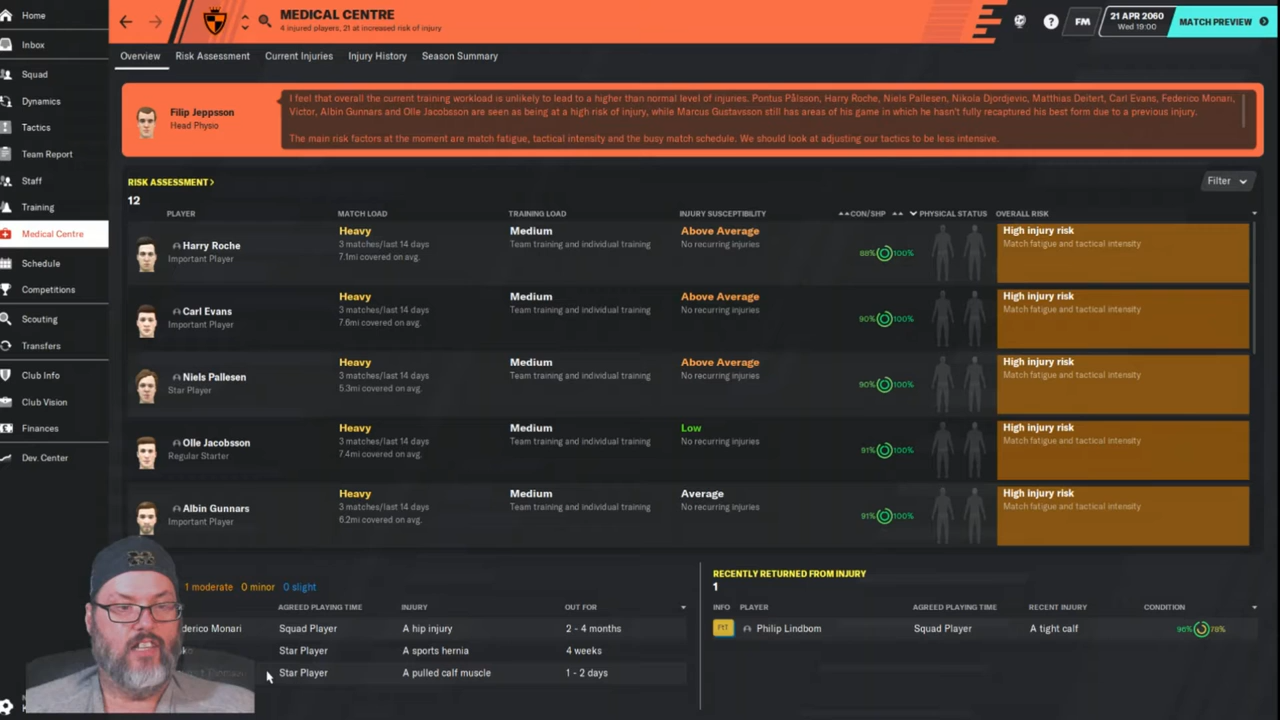 Home
MEDICAL CENTRE
4 injured players, 21 at increased risk of injury
FM
21 APR 2060
Wed 19:00
MATCH PREVIEW
Inbox
Squad
Dynamics
Tactics
Team Report
Staff
Training
Medical Centre
Schedule
Competitions
Scouting
Transfers
Club Info
Club Vision
Finances
Dev. Center
Overview
Risk Assessment
Current Injuries
Injury History
Season Summary
Filip Jeppsson
Head Physio
I feel that overall the current training workload is unlikely to lead to a higher than normal level of injuries. Pontus Pålsson, Harry Roche, Niels Pallesen, Nikola Djordjevic, Matthias Deitert, Carl Evans, Federico Monari,
Victor, Albin Gunnars and Olle Jacobsson are seen as being at a high risk of injury, while Marcus Gustavsson still has areas of his game in which he hasn't fully recaptured his best form due to a previous injury.
The main risk factors at the moment are match fatigue, tactical intensity and the busy match schedule. We should look at adjusting our tactics to be less intensive.
RISK ASSESSMENT >
12
Filter
PLAYER MATCH LOAD TRAINING LOAD INJURY SUSCEPTIBILITY CON/SHP PHYSICAL STATUS OVERALL RISK
Harry Roche
Important Player
Heavy
3 matches/last 14 days
7.1mi covered on avg.
Medium
Team training and individual training
Above Average
No recurring injuries
88% 100%
High injury risk
Match fatigue and tactical intensity
Carl Evans
Important Player
Heavy
3 matches/last 14 days
7.6mi covered on avg.
Medium
Team training and individual training
Above Average
No recurring injuries
90% 100%
High injury risk
Match fatigue and tactical intensity
Niels Pallesen
Star Player
Heavy
3 matches/last 14 days
5.3mi covered on avg.
Medium
Team training and individual training
Above Average
No recurring injuries
90% 100%
High injury risk
Match fatigue and tactical intensity
Olle Jacobsson
Regular Starter
Heavy
3 matches/last 14 days
7.4mi covered on avg.
Medium
Team training and individual training
Low
No recurring injuries
91% 100%
High injury risk
Match fatigue and tactical intensity
Albin Gunnars
Important Player
Heavy
3 matches/last 14 days
6.2mi covered on avg.
Medium
Team training and individual training
Average
No recurring injuries
91% 100%
High injury risk
Match fatigue and tactical intensity
1 moderate 0 minor 0 slight
AGREED PLAYING TIME INJURY OUT FOR
derico Monari Squad Player A hip injury 2 - 4 months
Star Player A sports hernia 4 weeks
Star Player A pulled calf muscle 1 - 2 days
RECENTLY RETURNED FROM INJURY
1
INFO PLAYER AGREED PLAYING TIME RECENT INJURY CONDITION
FIT Philip Lindbom Squad Player A tight calf 96% 78%